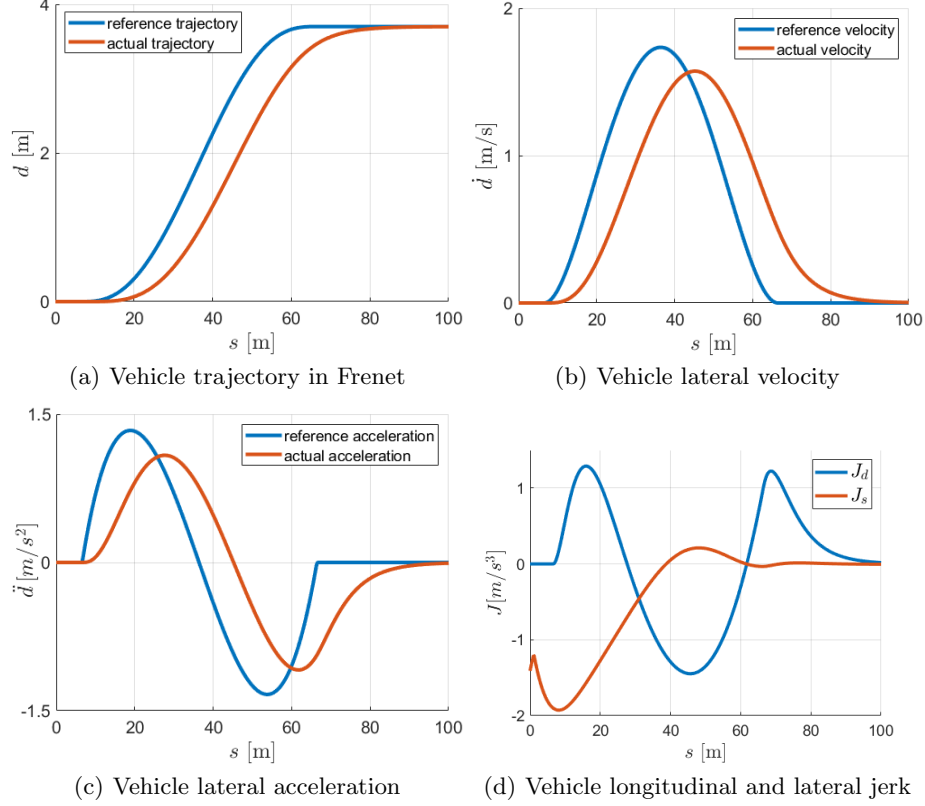 4
2
0
d [m]
reference trajectory
actual trajectory
0 20 40 60 80 100
s [m]
(a) Vehicle trajectory in Frenet
2
1
0
ḋ [m/s]
reference velocity
actual velocity
20 40 60 80 100
s [m]
(b) Vehicle lateral velocity
1.5
0
-1.5
d̈ [m/s²]
reference acceleration
actual acceleration
0 20 40 60 80 100
s [m]
(c) Vehicle lateral acceleration
1
0
-1
-2
J[m/s³]
J_d
J_s
0 20 40 60 80 100
s [m]
(d) Vehicle longitudinal and lateral jerk